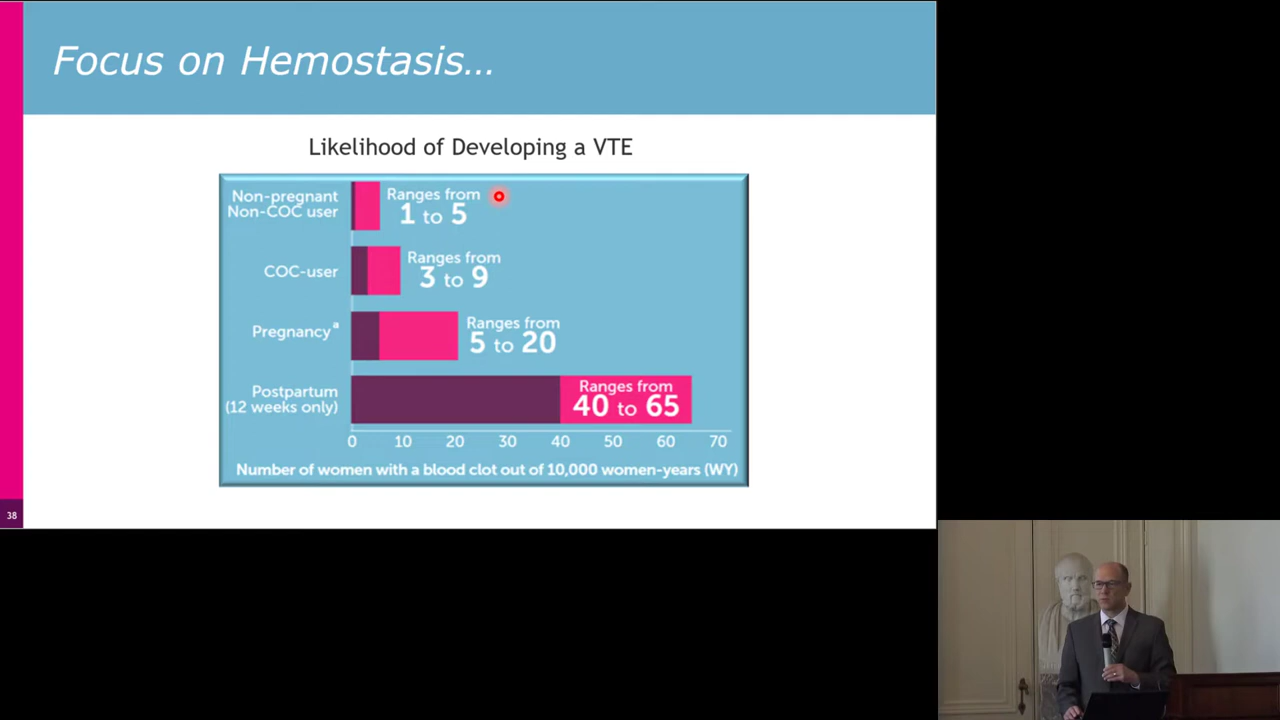 Focus on Hemostasis…
Likelihood of Developing a VTE
Non-pregnant
Non-COC user
Ranges from
1 to 5
COC-user
Ranges from
3 to 9
Pregnancyᵃ
Ranges from
5 to 20
Postpartum
(12 weeks only)
Ranges from
40 to 65
0 10 20 30 40 50 60 70
Number of women with a blood clot out of 10,000 women-years (WY)
38